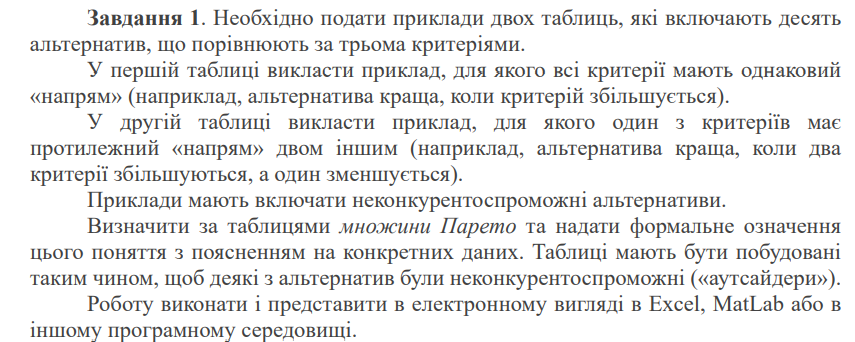 Завдання 1. Необхідно подати приклади двох таблиць, які включають десять
альтернатив, що порівнюють за трьома критеріями.
У першій таблиці викласти приклад, для якого всі критерії мають однаковий
«напрям» (наприклад, альтернатива краща, коли критерій збільшується).
У другій таблиці викласти приклад, для якого один з критеріїв має
протилежний «напрям» двом іншим (наприклад, альтернатива краща, коли два
критерії збільшуються, а один зменшується).
Приклади мають включати неконкурентоспроможні альтернативи.
Визначити за таблицями множини Парето та надати формальне означення
цього поняття з поясненням на конкретних даних. Таблиці мають бути побудовані
таким чином, щоб деякі з альтернатив були неконкурентоспроможні («аутсайдери»).
Роботу виконати і представити в електронному вигляді в Excel, MatLab або в
іншому програмному середовищі.